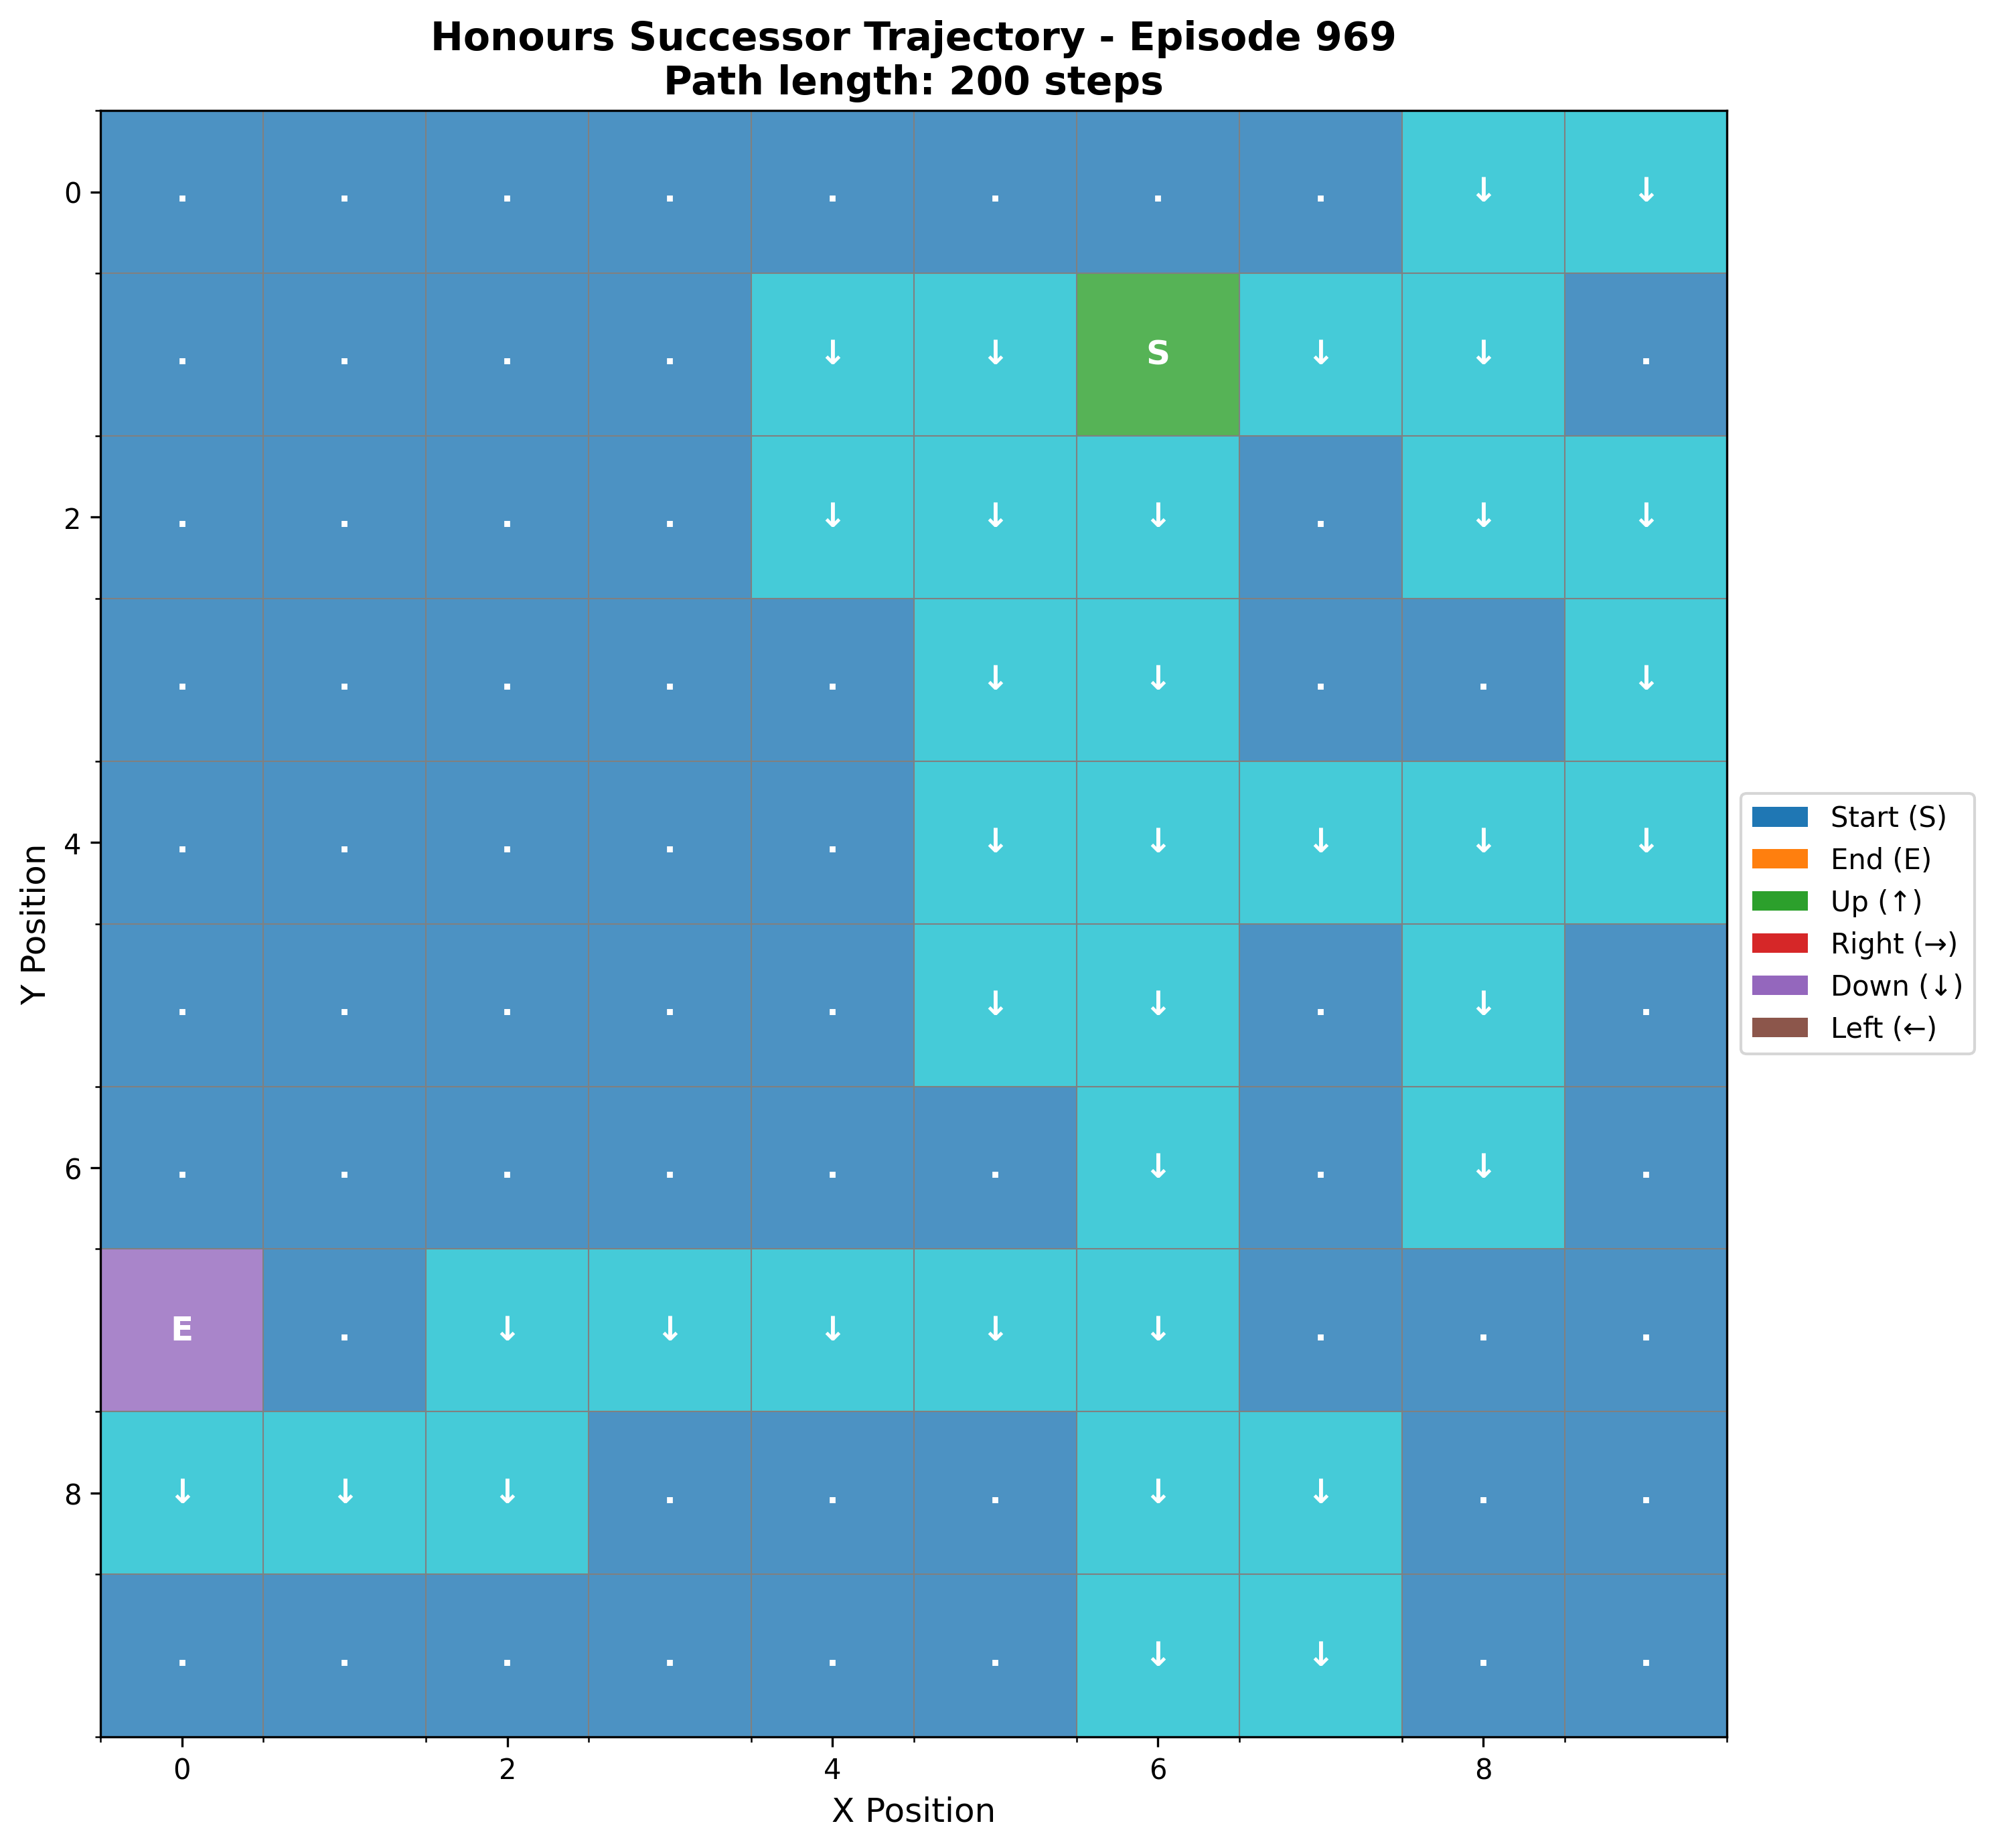 Honours Successor Trajectory - Episode 969
Path length: 200 steps
0 . . . . . . . . ↓ ↓
. . . . ↓ ↓ S ↓ ↓ .
2 . . . . ↓ ↓ ↓ . ↓ ↓
. . . . . ↓ ↓ . . ↓
4 . . . . . ↓ ↓ ↓ ↓ ↓
. . . . . ↓ ↓ . ↓ .
6 . . . . . . ↓ . ↓ .
E . ↓ ↓ ↓ ↓ ↓ . . .
8 ↓ ↓ ↓ . . . ↓ ↓ . .
. . . . . . ↓ ↓ . .
0 2 4 6 8
X Position
Y Position
Start (S)
End (E)
Up (↑)
Right (→)
Down (↓)
Left (←)